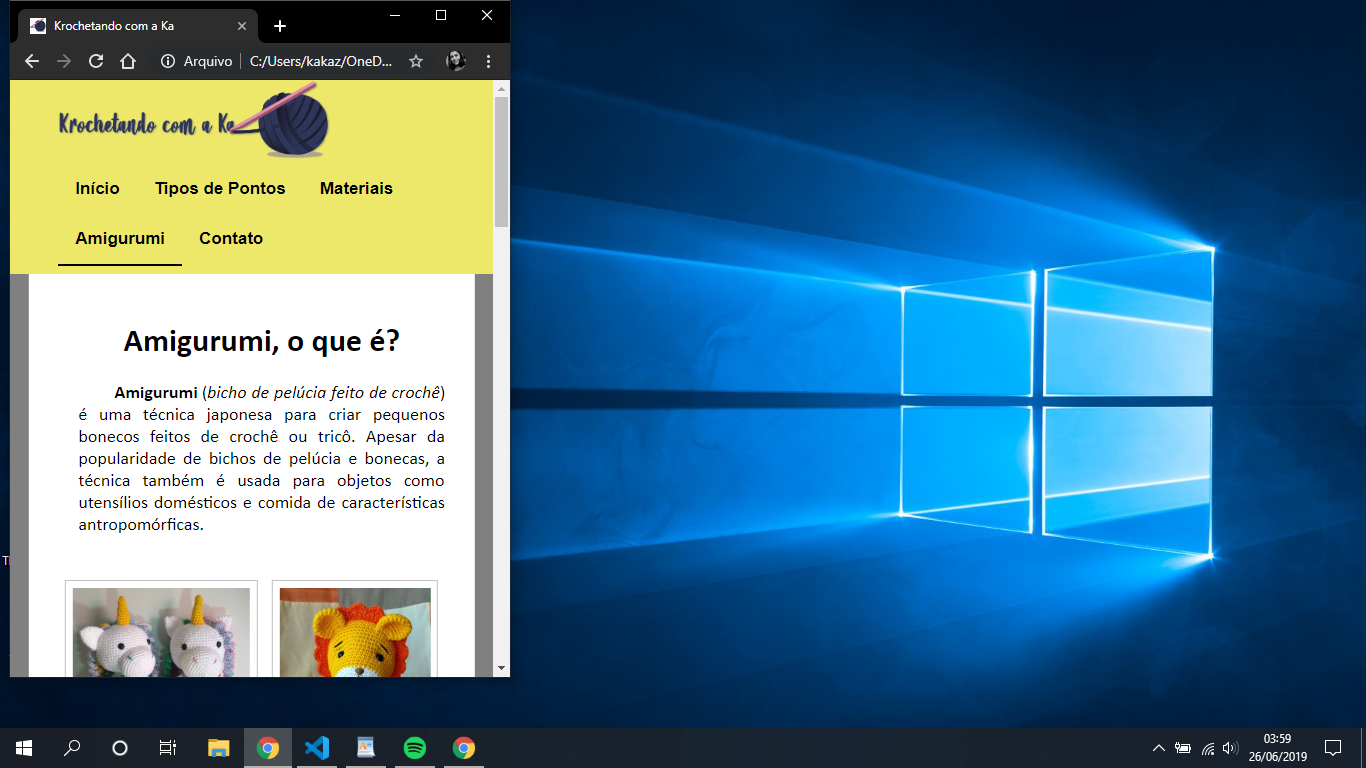 Krochetando com a Ka
Arquivo C:/Users/kakaz/OneD...
Krochetando com a Ka
Início Tipos de Pontos Materiais
Amigurumi Contato
Amigurumi, o que é?
Amigurumi (bicho de pelúcia feito de crochê)
é uma técnica japonesa para criar pequenos
bonecos feitos de crochê ou tricô. Apesar da
popularidade de bichos de pelúcia e bonecas, a
técnica também é usada para objetos como
utensílios domésticos e comida de características
antropomórficas.
03:59
26/06/2019